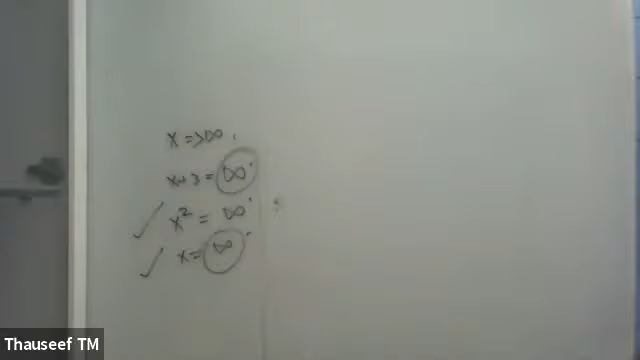 x => ∞.
x+3 = ∞
✓ x² = ∞
✓ x = ∞
Thauseef TM